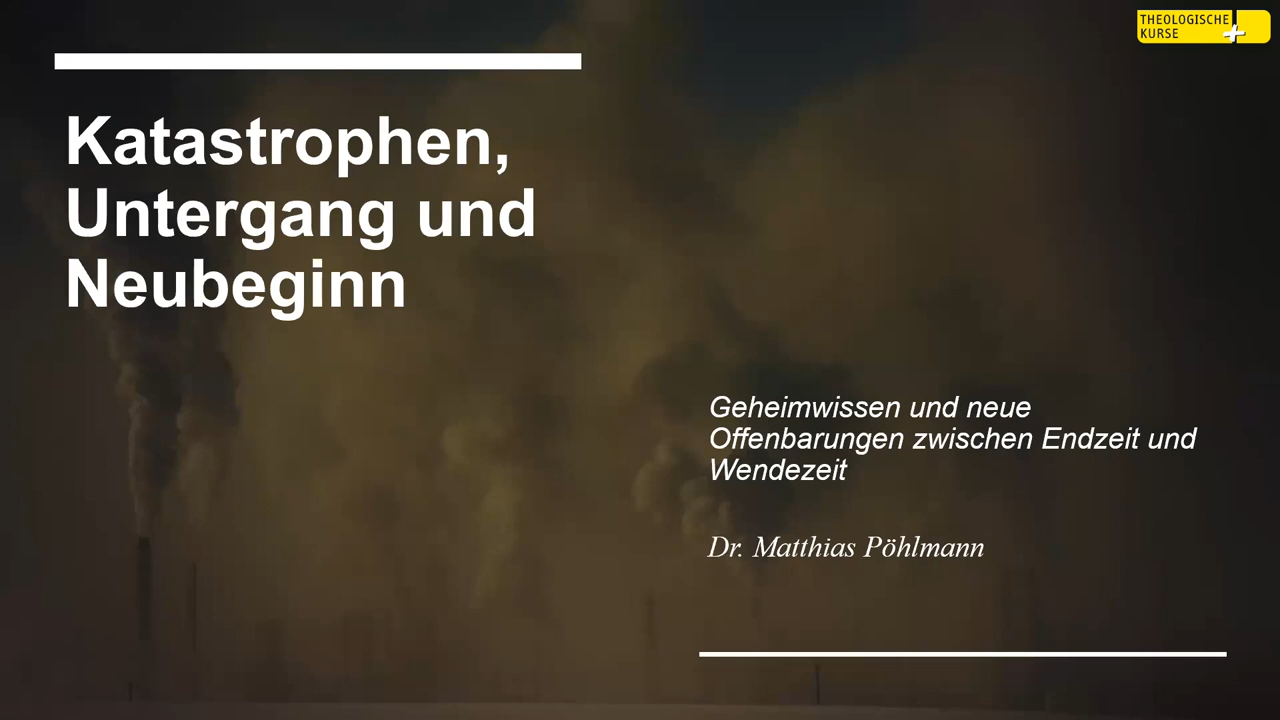 THEOLOGISCHE
KURSE
Katastrophen,
Untergang und
Neubeginn
Geheimwissen und neue
Offenbarungen zwischen Endzeit und
Wendezeit
Dr. Matthias Pöhlmann